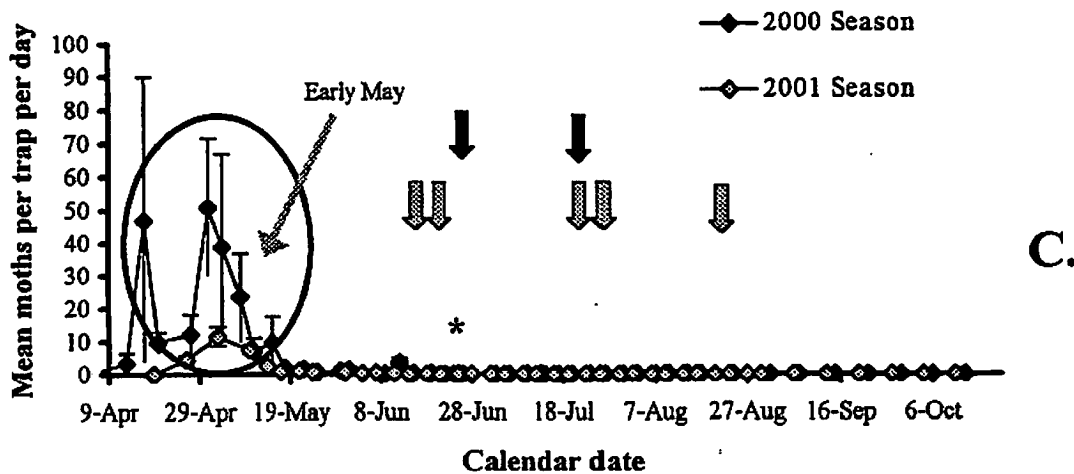 2000 Season
2001 Season
Mean moths per trap per day
100
90
80
70
60
50
40
30
20
10
0
Early May
*
C.
9-Apr 29-Apr 19-May 8-Jun 28-Jun 18-Jul 7-Aug 27-Aug 16-Sep 6-Oct
Calendar date